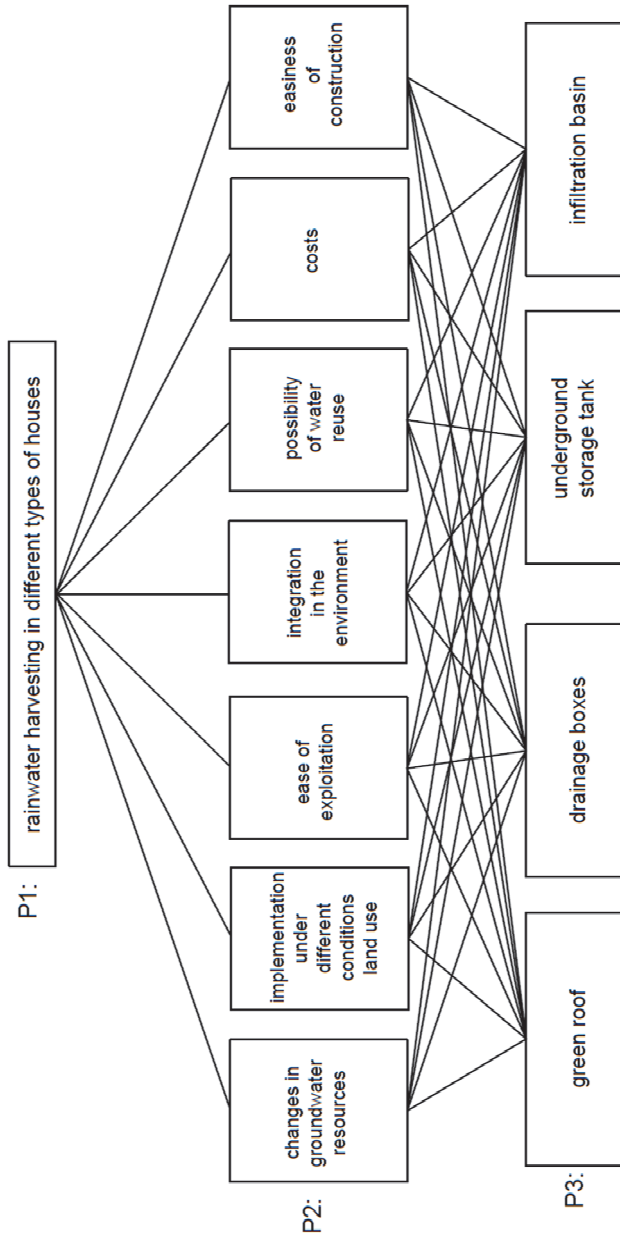 P1:
rainwater harvesting in different types of houses
P2:
changes in
groundwater
resources
implementation
under
different
conditions
land use
ease of
exploitation
integration
in the
environment
possibility
of water
reuse
costs
easiness
of
construction
P3:
green roof
drainage boxes
underground
storage tank
infiltration basin